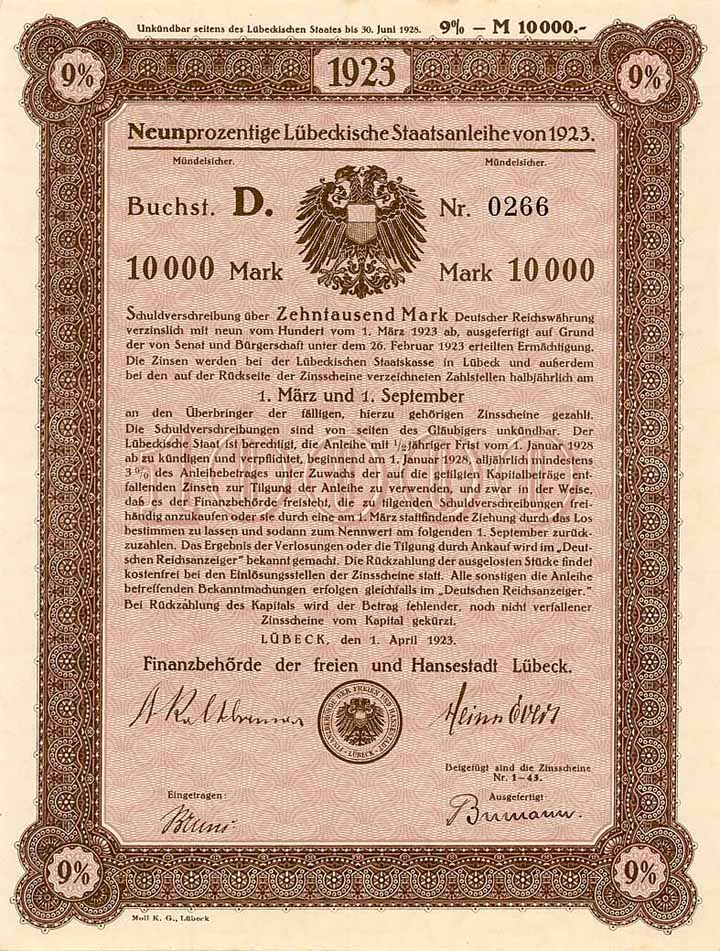 Unkündbar seitens des Lübeckischen Staates bis 30. Juni 1928. 9% – M 10000.-
9% 1923 9%
Neunprozentige Lübeckische Staatsanleihe von 1923.
Mündelsicher. Mündelsicher.
Buchst. D. Nr. 0266
10000 Mark Mark 10000
Schuldverschreibung über Zehntausend Mark Deutscher Reichswährung
verzinslich mit neun vom Hundert vom 1. März 1923 ab, ausgefertigt auf Grund
der von Senat und Bürgerschaft unter dem 26. Februar 1923 erteilten Ermächtigung.
Die Zinsen werden bei der Lübeckischen Staatskasse in Lübeck und außerdem
bei den auf der Rückseite der Zinsscheine verzeichneten Zahlstellen halbjährlich am
1. März und 1. September
an den Überbringer der fälligen, hierzu gehörigen Zinsscheine gezahlt.
Die Schuldverschreibungen sind von seiten des Gläubigers unkündbar. Der
Lübeckische Staat ist berechtigt, die Anleihe mit ½jähriger Frist vom 1. Januar 1928
ab zu kündigen und verpflichtet, beginnend am 1. Januar 1928, alljährlich mindestens
3% des Anleihebetrages unter Zuwachs der auf die getilgten Kapitalbeträge ent-
fallenden Zinsen zur Tilgung der Anleihe zu verwenden, und zwar in der Weise,
daß es der Finanzbehörde freisteht, die zu tilgenden Schuldverschreibungen frei-
händig anzukaufen oder sie durch eine am 1. März stattfindende Ziehung durch das Los
bestimmen zu lassen und sodann zum Nennwert am folgenden 1. September zurück-
zuzahlen. Das Ergebnis der Verlosungen oder die Tilgung durch Ankauf wird im „Deut-
schen Reichsanzeiger" bekannt gemacht. Die Rückzahlung der ausgelosten Stücke findet
kostenfrei bei den Einlösungsstellen der Zinsscheine statt. Alle sonstigen die Anleihe
betreffenden Bekanntmachungen erfolgen gleichfalls im „Deutschen Reichsanzeiger."
Bei Rückzahlung des Kapitals wird der Betrag fehlender, noch nicht verfallener
Zinsscheine vom Kapital gekürzt.
LÜBECK, den 1. April 1923.
Finanzbehörde der freien und Hansestadt Lübeck.
FINANZBEHÖRDE DER FREIEN UND HANSESTADT · LÜBECK ·
Beigefügt sind die Zinsscheine
Nr. 1-43.
Eingetragen: Ausgefertigt:
9% 9%
Moll K. G., Lübeck